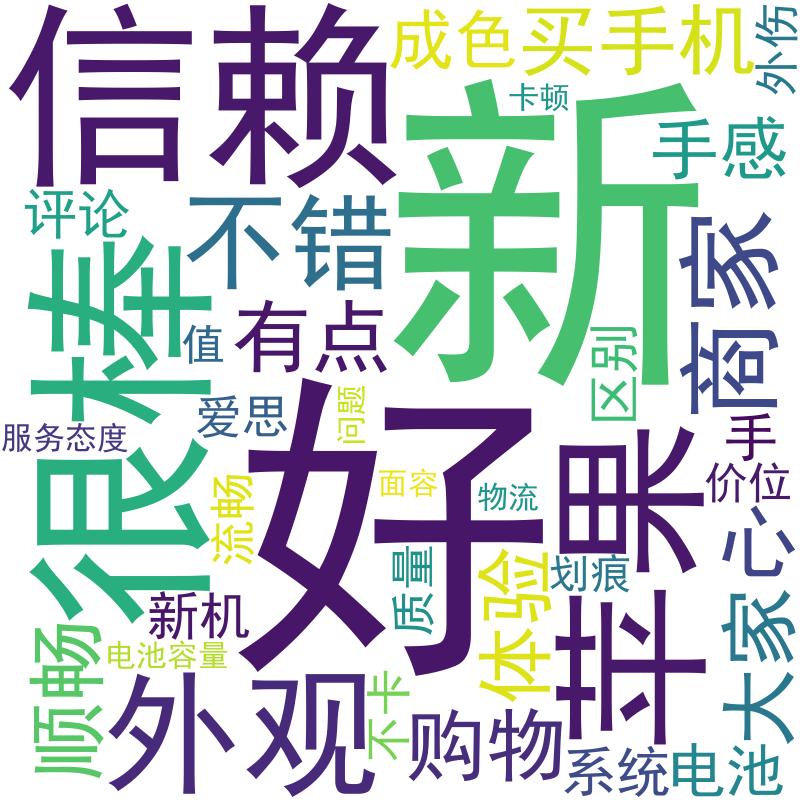 信赖
成色
买手机
外伤
卡顿
新
手感
评论
不错
很棒
商家
值
有点
区别
爱思
问题
服务态度
好
苹果
手
面容
价位
流畅
物流
心
质量
体验
划痕
新机
大家
顺畅
电池容量
外观
不卡
购物
系统
电池